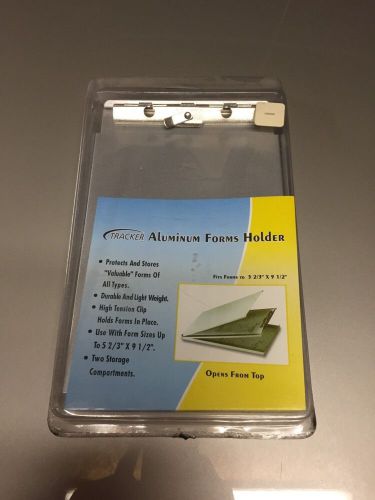 TRACKER Aluminum Forms Holder
Fits Forms to 5 2/3" X 9 1/2"
• Protects And Stores
"Valuable" Forms Of
All Types.
• Durable And Light Weight.
• High Tension Clip
Holds Forms In Place.
• Use With Form Sizes Up
To 5 2/3" X 9 1/2".
• Two Storage
Compartments.
Opens From Top